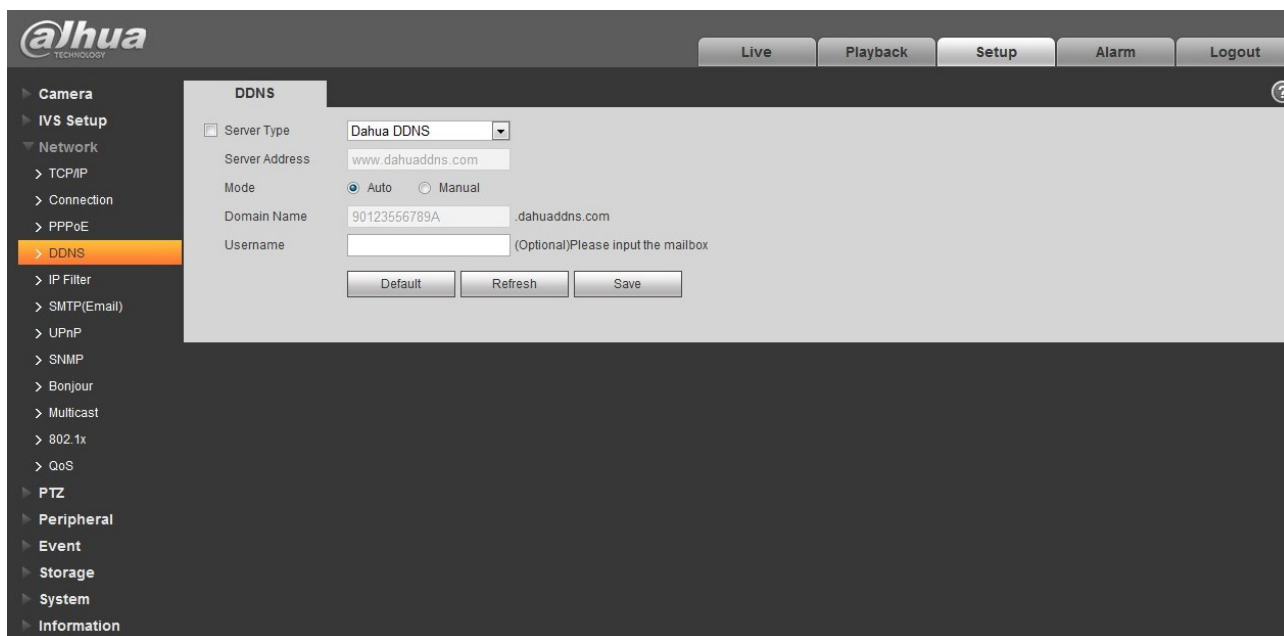 alhua
TECHNOLOGY
Live Playback Setup Alarm Logout
Camera
IVS Setup
Network
> TCP/IP
> Connection
> PPPoE
> DDNS
> IP Filter
> SMTP(Email)
> UPnP
> SNMP
> Bonjour
> Multicast
> 802.1x
> QoS
PTZ
Peripheral
Event
Storage
System
Information
DDNS
?
Server Type Dahua DDNS
Server Address www.dahuaddns.com
Mode Auto Manual
Domain Name 90123556789A .dahuaddns.com
Username (Optional)Please input the mailbox
Default Refresh Save